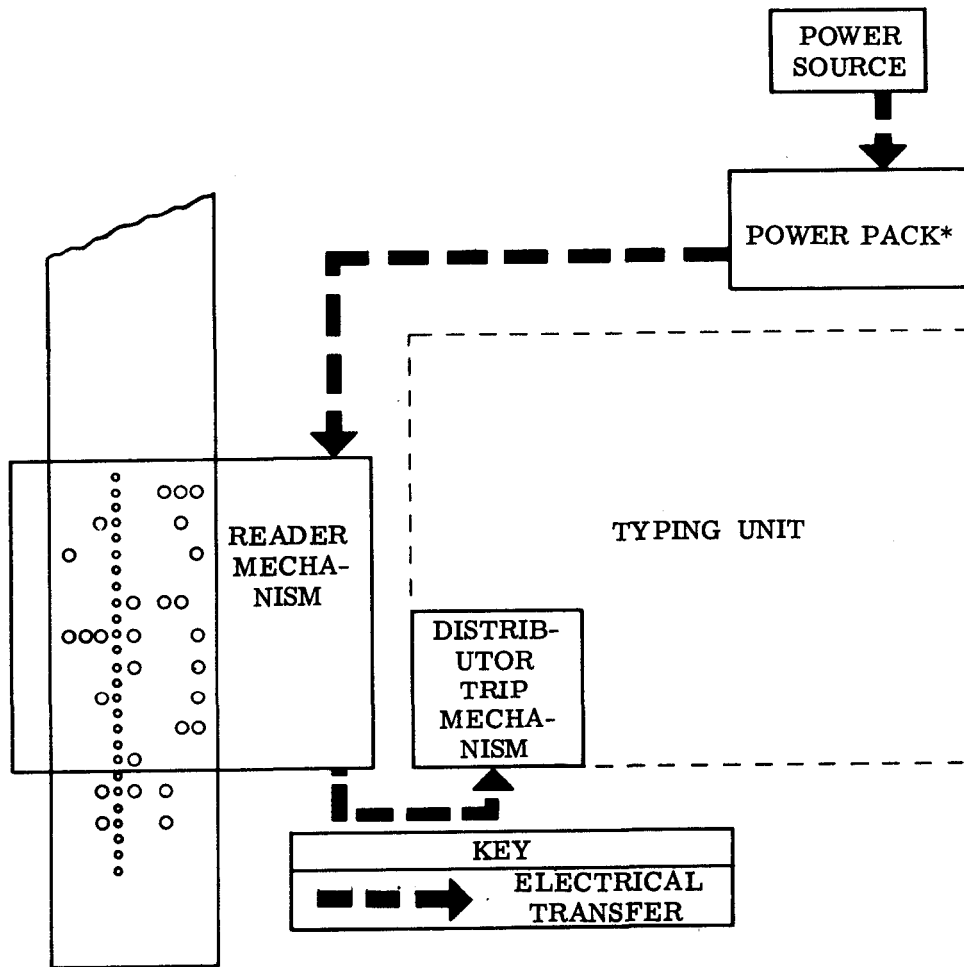 POWER
SOURCE
POWER PACK*
READER
MECHA-
NISM
TYPING UNIT
DISTRIB-
UTOR
TRIP
MECHA-
NISM
KEY
ELECTRICAL
TRANSFER